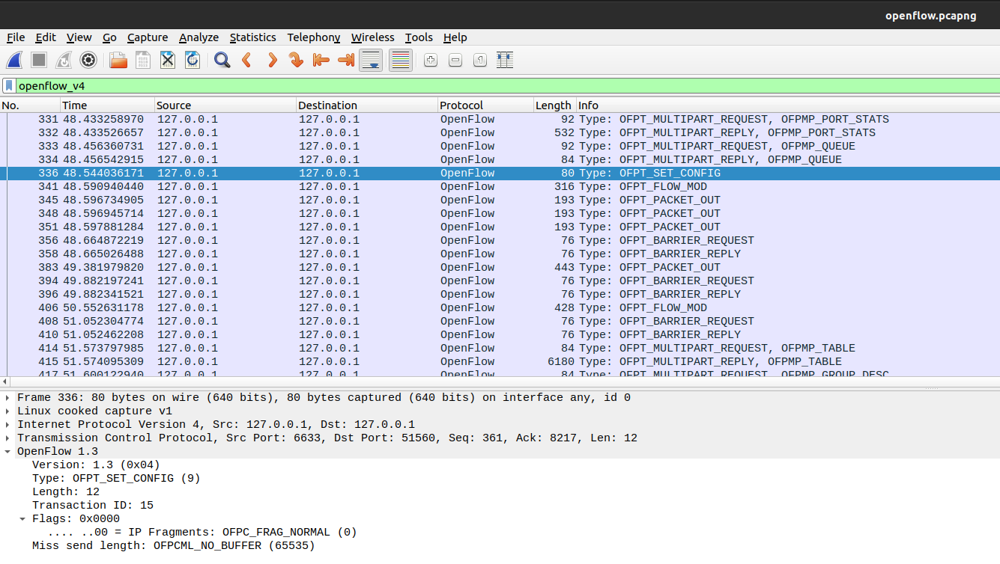 openflow.pcapng
File Edit View Go Capture Analyze Statistics Telephony Wireless Tools Help
openflow_v4
No. Time Source Destination Protocol Length Info
331 48.433258970 127.0.0.1 127.0.0.1 OpenFlow 92 Type: OFPT_MULTIPART_REQUEST, OFPMP_PORT_STATS
332 48.433526657 127.0.0.1 127.0.0.1 OpenFlow 532 Type: OFPT_MULTIPART_REPLY, OFPMP_PORT_STATS
333 48.456360731 127.0.0.1 127.0.0.1 OpenFlow 92 Type: OFPT_MULTIPART_REQUEST, OFPMP_QUEUE
334 48.456542915 127.0.0.1 127.0.0.1 OpenFlow 84 Type: OFPT_MULTIPART_REPLY, OFPMP_QUEUE
336 48.544036171 127.0.0.1 127.0.0.1 OpenFlow 80 Type: OFPT_SET_CONFIG
341 48.590940440 127.0.0.1 127.0.0.1 OpenFlow 316 Type: OFPT_FLOW_MOD
345 48.596734905 127.0.0.1 127.0.0.1 OpenFlow 193 Type: OFPT_PACKET_OUT
348 48.596945714 127.0.0.1 127.0.0.1 OpenFlow 193 Type: OFPT_PACKET_OUT
351 48.597881284 127.0.0.1 127.0.0.1 OpenFlow 193 Type: OFPT_PACKET_OUT
356 48.664872219 127.0.0.1 127.0.0.1 OpenFlow 76 Type: OFPT_BARRIER_REQUEST
358 48.665026488 127.0.0.1 127.0.0.1 OpenFlow 76 Type: OFPT_BARRIER_REPLY
383 49.381979820 127.0.0.1 127.0.0.1 OpenFlow 443 Type: OFPT_PACKET_OUT
394 49.882197241 127.0.0.1 127.0.0.1 OpenFlow 76 Type: OFPT_BARRIER_REQUEST
396 49.882341521 127.0.0.1 127.0.0.1 OpenFlow 76 Type: OFPT_BARRIER_REPLY
406 50.552631178 127.0.0.1 127.0.0.1 OpenFlow 428 Type: OFPT_FLOW_MOD
408 51.052304774 127.0.0.1 127.0.0.1 OpenFlow 76 Type: OFPT_BARRIER_REQUEST
410 51.052462208 127.0.0.1 127.0.0.1 OpenFlow 76 Type: OFPT_BARRIER_REPLY
414 51.573797985 127.0.0.1 127.0.0.1 OpenFlow 84 Type: OFPT_MULTIPART_REQUEST, OFPMP_TABLE
415 51.574095309 127.0.0.1 127.0.0.1 OpenFlow 6180 Type: OFPT_MULTIPART_REPLY, OFPMP_TABLE
417 51.600122940 127.0.0.1 127.0.0.1 OpenFlow 84 Type: OFPT_MULTIPART_REQUEST, OFPMP_GROUP_DESC
Frame 336: 80 bytes on wire (640 bits), 80 bytes captured (640 bits) on interface any, id 0
Linux cooked capture v1
Internet Protocol Version 4, Src: 127.0.0.1, Dst: 127.0.0.1
Transmission Control Protocol, Src Port: 6633, Dst Port: 51560, Seq: 361, Ack: 8217, Len: 12
OpenFlow 1.3
Version: 1.3 (0x04)
Type: OFPT_SET_CONFIG (9)
Length: 12
Transaction ID: 15
Flags: 0x0000
.... ..00 = IP Fragments: OFPC_FRAG_NORMAL (0)
Miss send length: OFPCML_NO_BUFFER (65535)